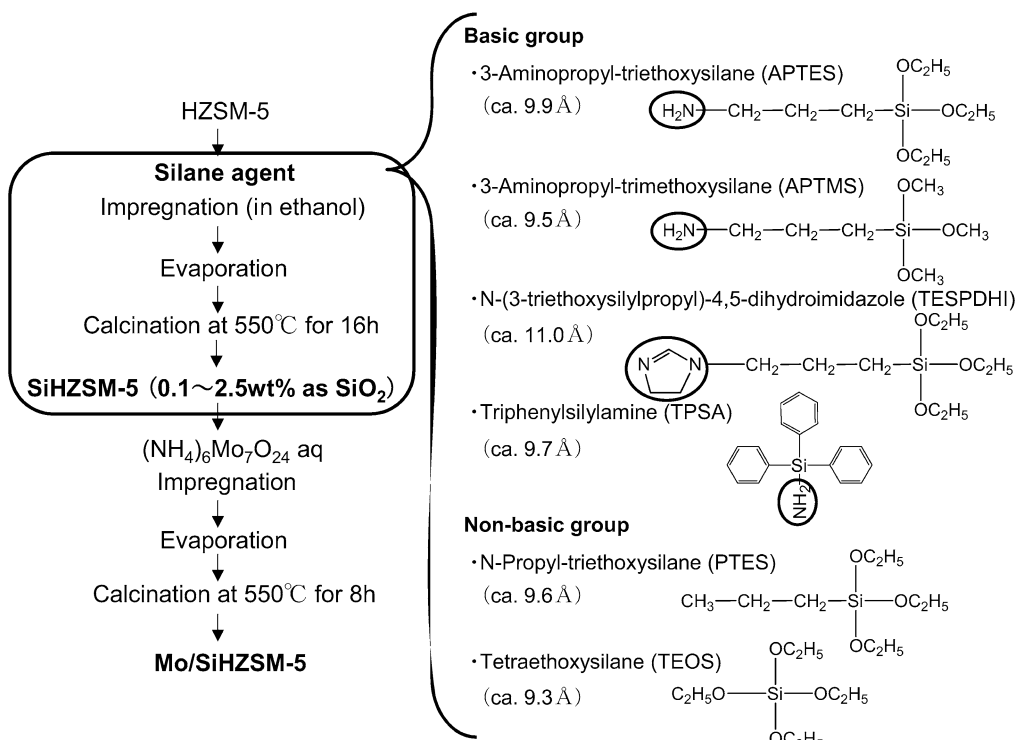 HZSM-5
Silane agent
Impregnation (in ethanol)
Evaporation
Calcination at 550℃ for 16h
SiHZSM-5 (0.1～2.5wt% as SiO2)
(NH4)6Mo7O24 aq
Impregnation
Evaporation
Calcination at 550℃ for 8h
Mo/SiHZSM-5
Basic group
・3-Aminopropyl-triethoxysilane (APTES)
(ca. 9.9Å)
OC2H5
H2N—CH2—CH2—CH2—Si—OC2H5
OC2H5
・3-Aminopropyl-trimethoxysilane (APTMS)
(ca. 9.5Å)
OCH3
H2N—CH2—CH2—CH2—Si—OCH3
OCH3
・N-(3-triethoxysilylpropyl)-4,5-dihydroimidazole (TESPDHI)
(ca. 11.0Å)
OC2H5
N N—CH2—CH2—CH2—Si—OC2H5
OC2H5
・Triphenylsilylamine (TPSA)
(ca. 9.7Å)
Si
NH2
Non-basic group
・N-Propyl-triethoxysilane (PTES)
(ca. 9.6Å)
OC2H5
CH3—CH2—CH2—Si—OC2H5
OC2H5
・Tetraethoxysilane (TEOS)
(ca. 9.3Å)
OC2H5
C2H5O—Si—OC2H5
OC2H5